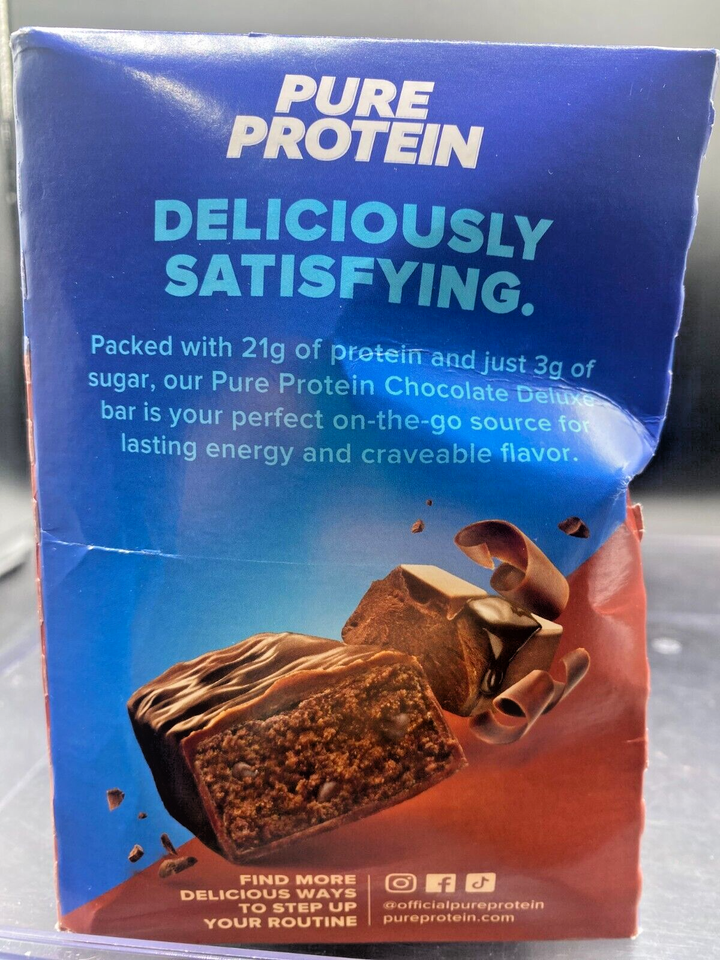 PURE
PROTEIN
DELICIOUSLY
SATISFYING.
Packed with 21g of protein and just 3g of
sugar, our Pure Protein Chocolate Deluxe
bar is your perfect on-the-go source for
lasting energy and craveable flavor.
FIND MORE
DELICIOUS WAYS
TO STEP UP
YOUR ROUTINE
@officialpureprotein
pureprotein.com